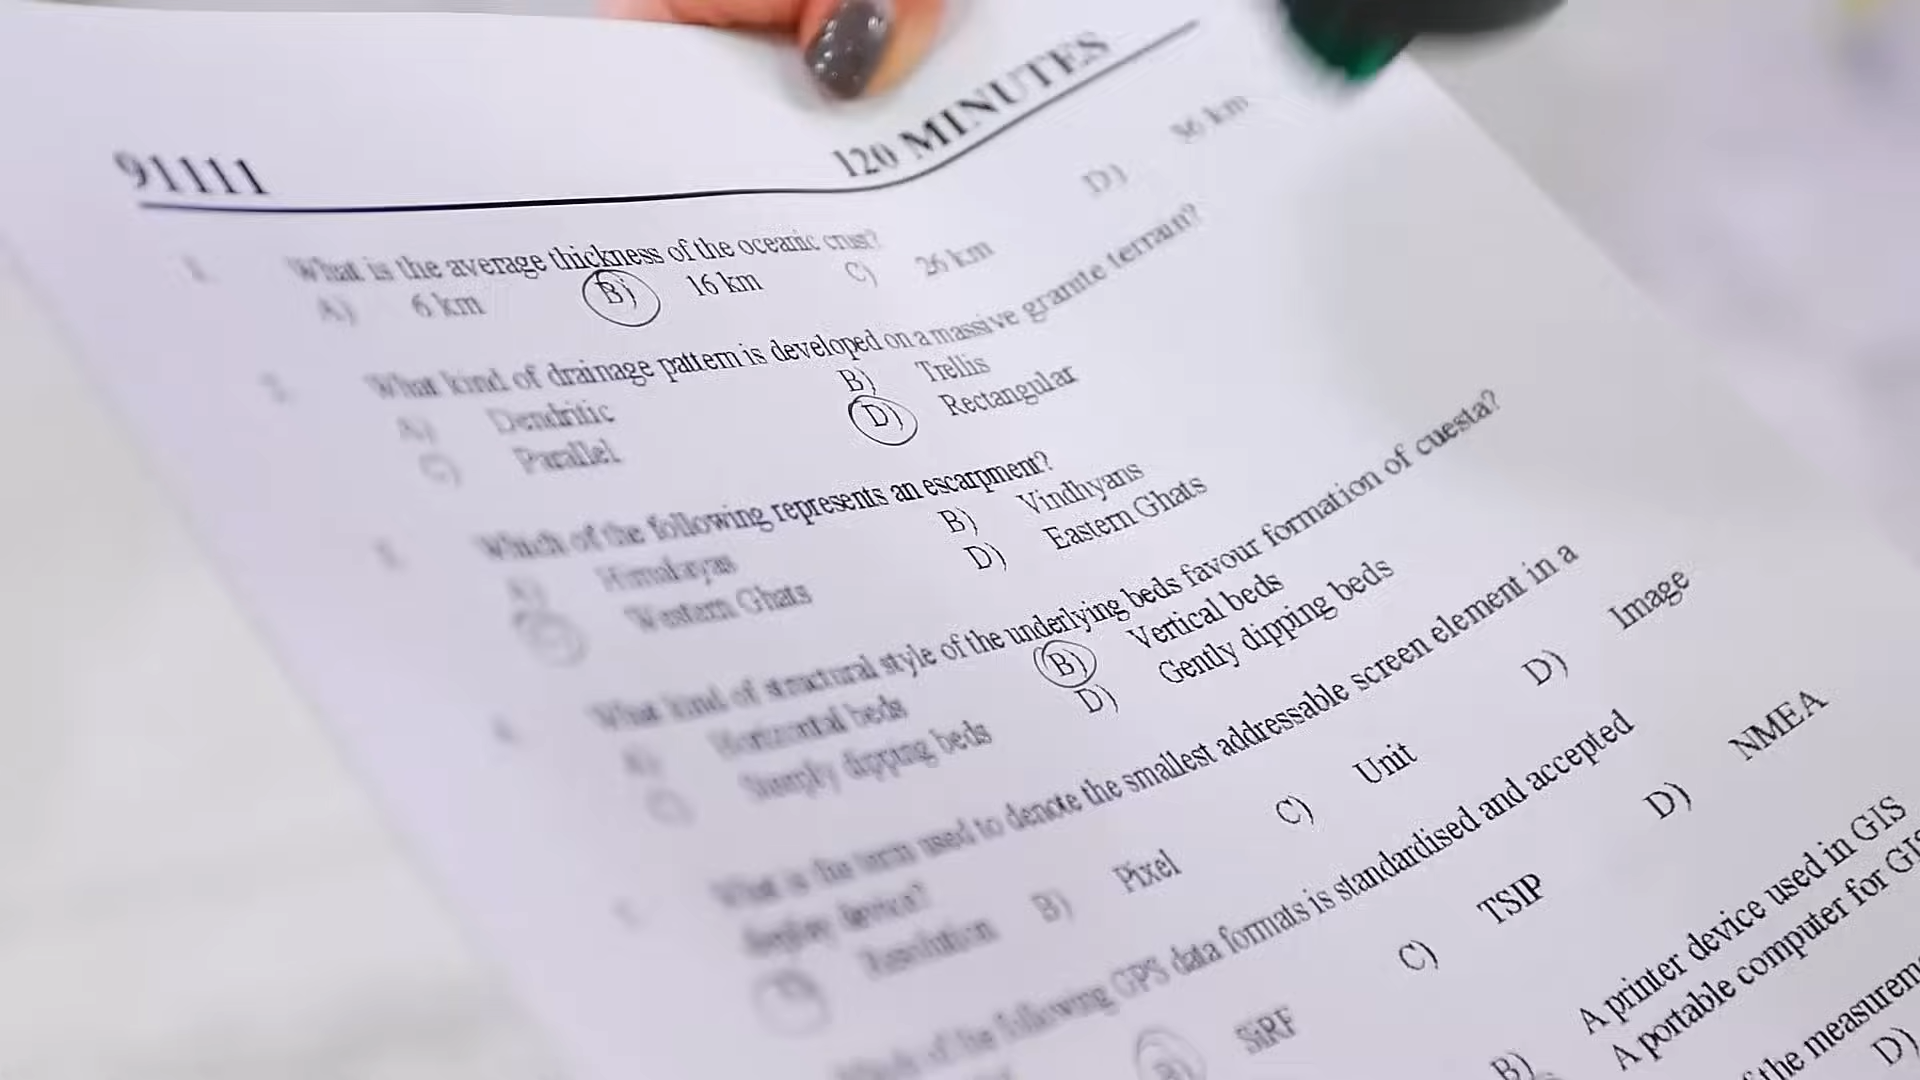 91111
120 MINUTES
1. What is the average thickness of the oceanic crust?
A) 6 km B) 16 km C) 26 km D) 36 km
2. What kind of drainage pattern is developed on a massive granite terrain?
A) Dendritic B) Trellis
C) Parallel D) Rectangular
3. Which of the following represents an escarpment?
A) Himalayas B) Vindhyans
C) Western Ghats D) Eastern Ghats
4. What kind of structural style of the underlying beds favour formation of cuesta?
A) Horizontal beds B) Vertical beds
C) Steeply dipping beds D) Gently dipping beds
5. What is the term used to denote the smallest addressable screen element in a
display device?
A) Resolution B) Pixel C) Unit D) Image
Which of the following GPS data formats is standardised and accepted
B) SiRF C) TSIP D) NMEA
A printer device used in GIS
B) A portable computer for GIS
the measurem
D)